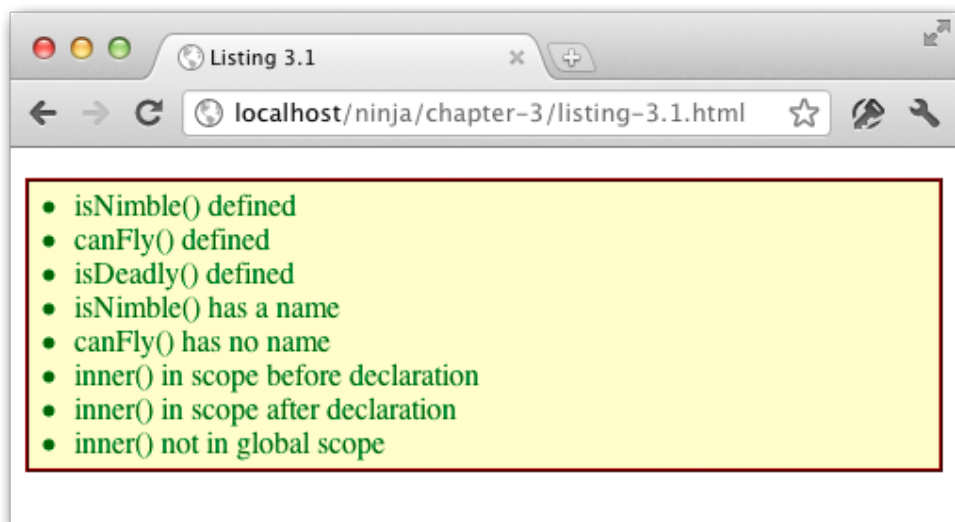 Listing 3.1
localhost/ninja/chapter-3/listing-3.1.html
isNimble() defined
canFly() defined
isDeadly() defined
isNimble() has a name
canFly() has no name
inner() in scope before declaration
inner() in scope after declaration
inner() not in global scope